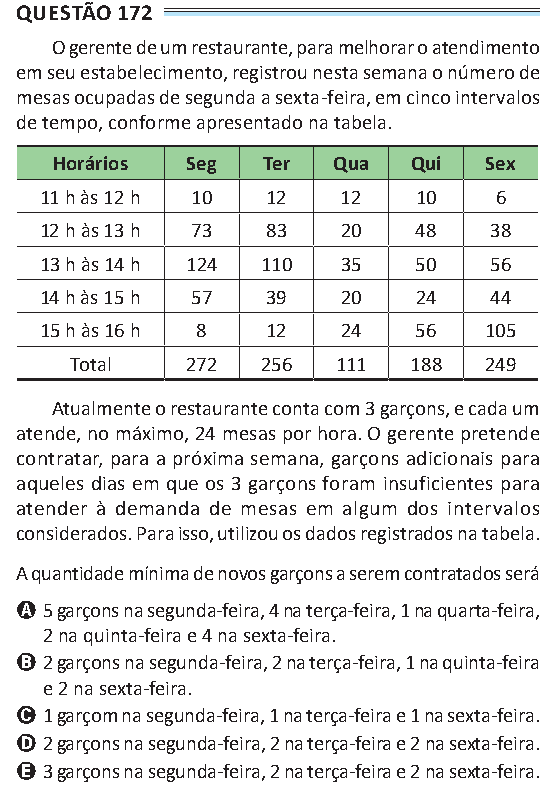 QUESTÃO 172
O gerente de um restaurante, para melhorar o atendimento
em seu estabelecimento, registrou nesta semana o número de
mesas ocupadas de segunda a sexta-feira, em cinco intervalos
de tempo, conforme apresentado na tabela.
Horários Seg Ter Qua Qui Sex
11 h às 12 h 10 12 12 10 6
12 h às 13 h 73 83 20 48 38
13 h às 14 h 124 110 35 50 56
14 h às 15 h 57 39 20 24 44
15 h às 16 h 8 12 24 56 105
Total 272 256 111 188 249
Atualmente o restaurante conta com 3 garçons, e cada um
atende, no máximo, 24 mesas por hora. O gerente pretende
contratar, para a próxima semana, garçons adicionais para
aqueles dias em que os 3 garçons foram insuficientes para
atender à demanda de mesas em algum dos intervalos
considerados. Para isso, utilizou os dados registrados na tabela.
A quantidade mínima de novos garçons a serem contratados será
A 5 garçons na segunda-feira, 4 na terça-feira, 1 na quarta-feira,
2 na quinta-feira e 4 na sexta-feira.
B 2 garçons na segunda-feira, 2 na terça-feira, 1 na quinta-feira
e 2 na sexta-feira.
C 1 garçom na segunda-feira, 1 na terça-feira e 1 na sexta-feira.
D 2 garçons na segunda-feira, 2 na terça-feira e 2 na sexta-feira.
E 3 garçons na segunda-feira, 2 na terça-feira e 2 na sexta-feira.